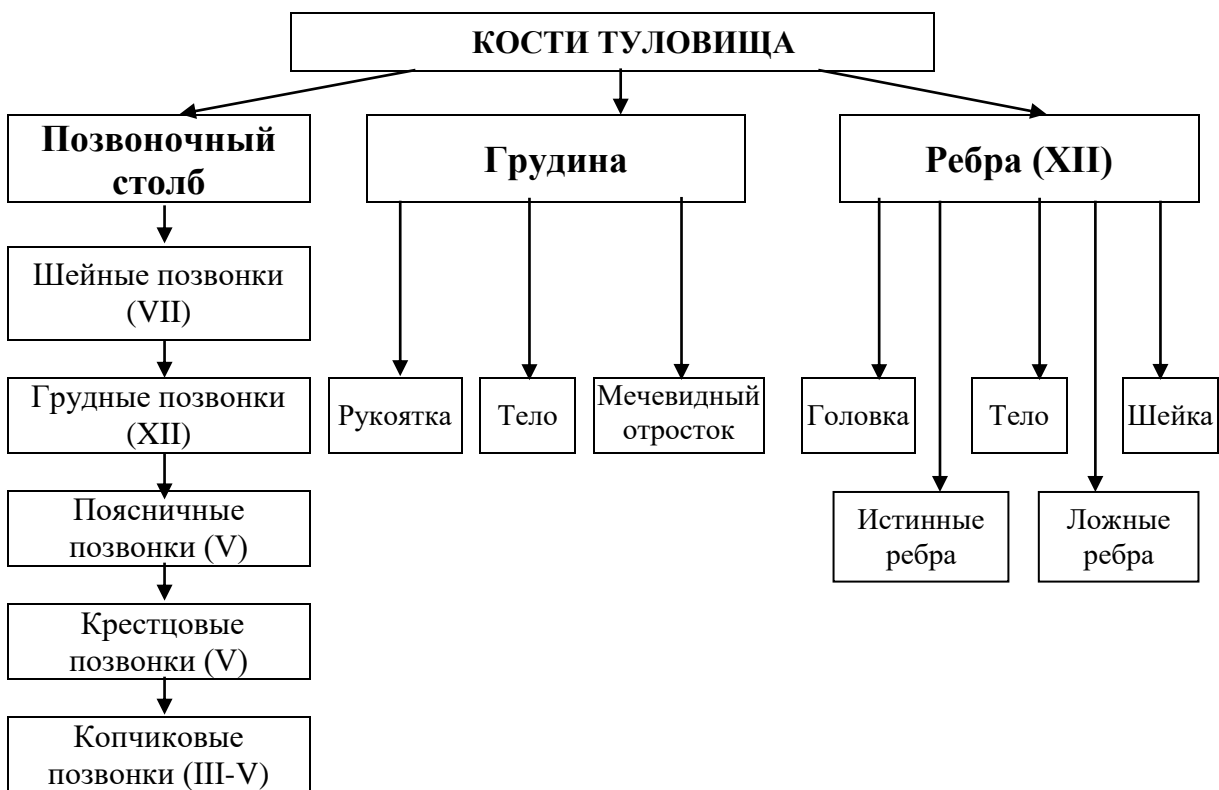 КОСТИ ТУЛОВИЩА
Позвоночный
столб
Грудина
Ребра (XII)
Шейные позвонки
(VII)
Грудные позвонки
(XII)
Поясничные
позвонки (V)
Крестцовые
позвонки (V)
Копчиковые
позвонки (III-V)
Рукоятка
Тело
Мечевидный
отросток
Головка
Тело
Шейка
Истинные
ребра
Ложные
ребра